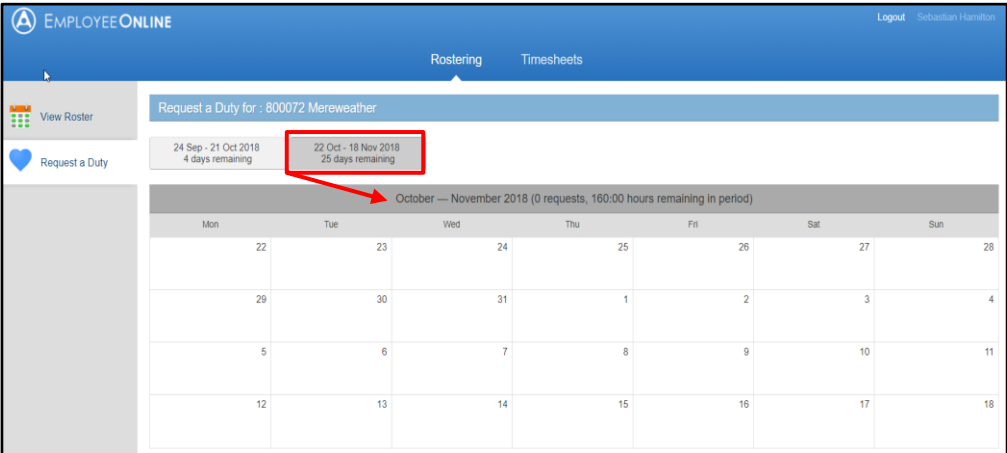 EMPLOYEEONLINE
Logout Sebastian Hamilton
Rostering Timesheets
View Roster
Request a Duty
Request a Duty for : 800072 Mereweather
24 Sep - 21 Oct 2018
4 days remaining
22 Oct - 18 Nov 2018
25 days remaining
October — November 2018 (0 requests, 160:00 hours remaining in period)
Mon Tue Wed Thu Fri Sat Sun
22 23 24 25 26 27 28
29 30 31 1 2 3 4
5 6 7 8 9 10 11
12 13 14 15 16 17 18